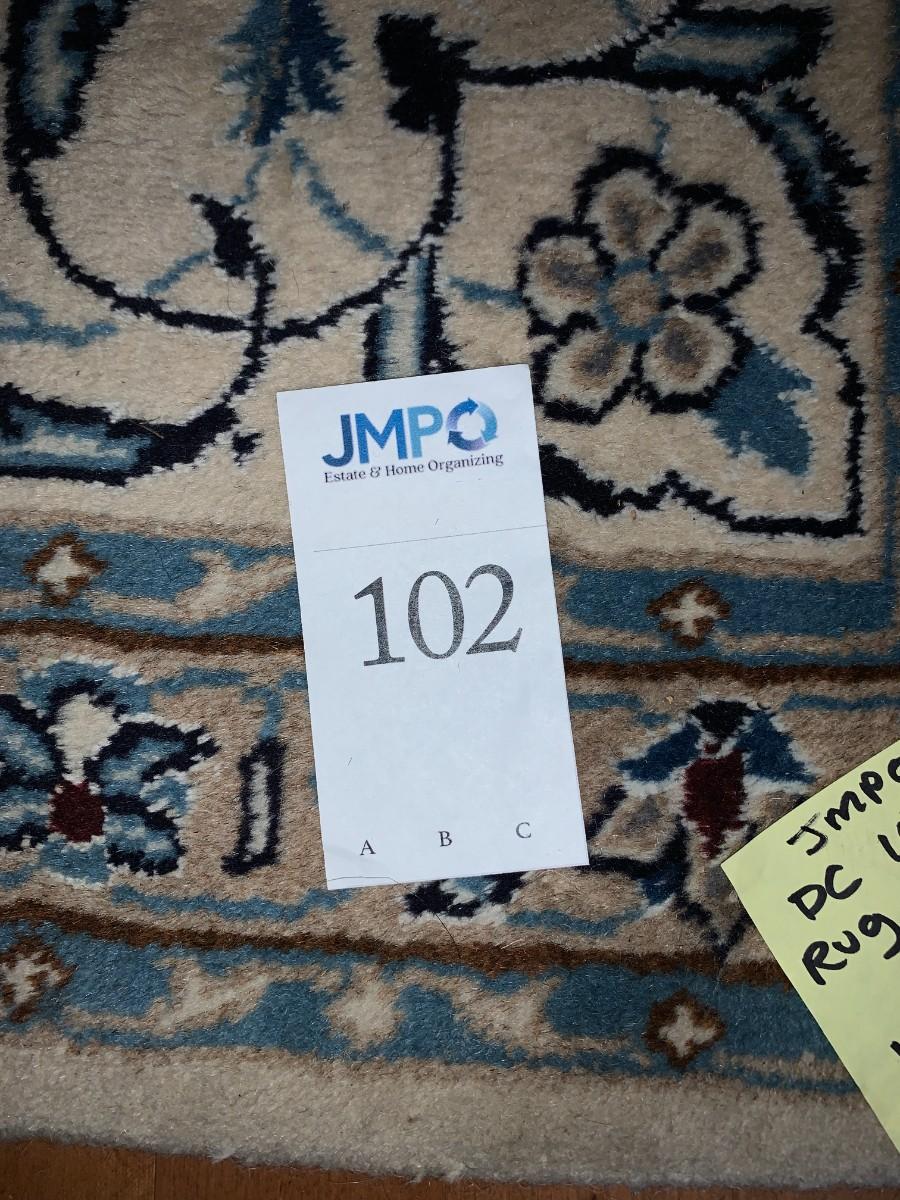 JMPO
Estate & Home Organizing
102
A B C
JMPO
DC
Rug